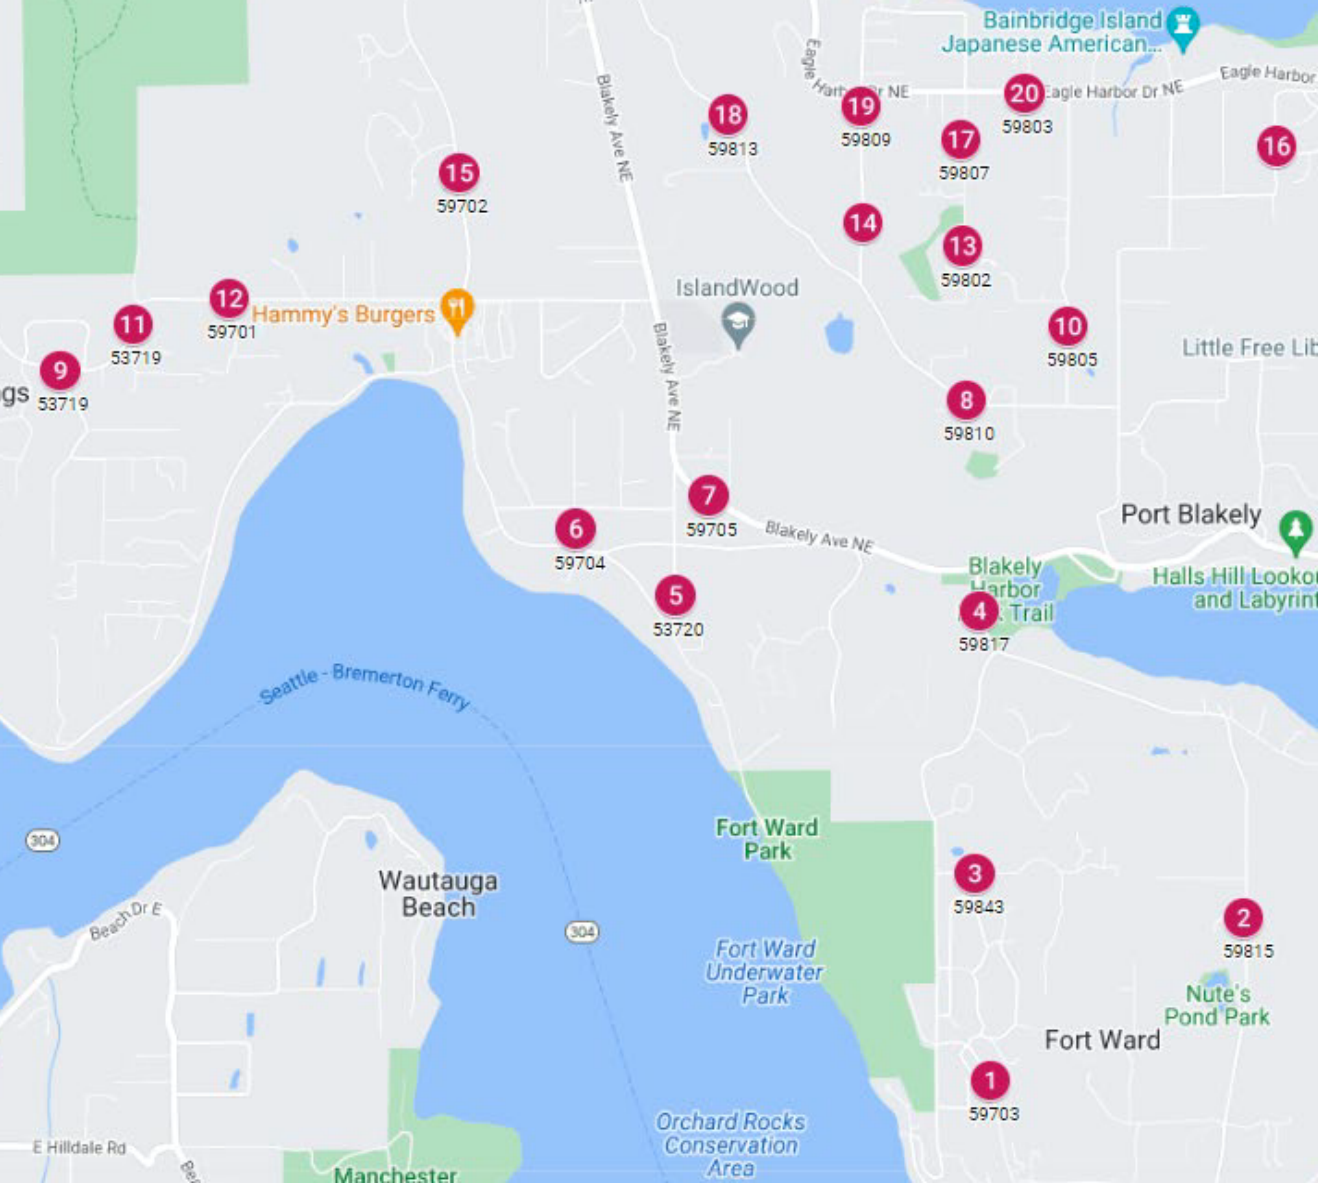 Bainbridge Island
Japanese American...
Eagle Harbor Dr NE
Eagle Harbor Dr NE
Eagle Harbor
Blakely Ave NE
18
59813
19
59809
20
59803
17
59807
16
15
59702
14
13
59802
IslandWood
12
59701
Hammy's Burgers
11
53719
10
59805
Little Free Lib
Blakely Ave NE
9
53719
gs
8
59810
7
59705
Port Blakely
6
59704
Blakely Ave NE
Blakely
Harbor
Trail
Halls Hill Lookou
and Labyrint
5
53720
4
59817
Seattle - Bremerton Ferry
304
Fort Ward
Park
Wautauga
Beach
3
59843
2
59815
Beach Dr E
304
Fort Ward
Underwater
Park
Nute's
Pond Park
Fort Ward
1
59703
Orchard Rocks
Conservation
Area
E Hilldale Rd
Bea
Manchester